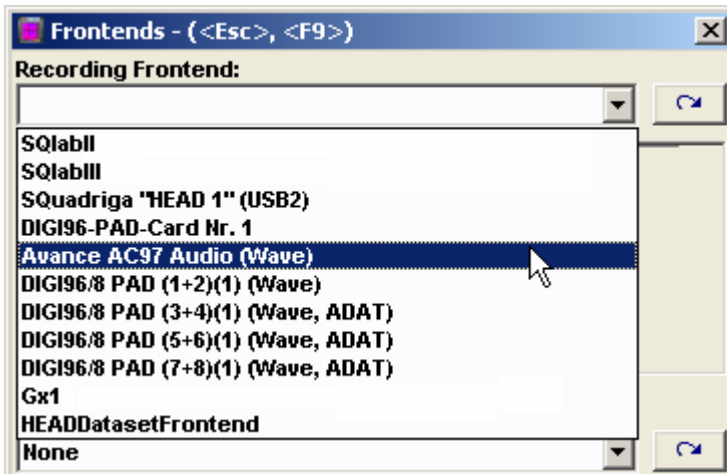 Frontends - (<Esc>, <F9>)
Recording Frontend:
SQlabII
SQlabIII
SQuadriga "HEAD 1" (USB2)
DIGI96-PAD-Card Nr. 1
Avance AC97 Audio (Wave)
DIGI96/8 PAD (1+2)(1) (Wave)
DIGI96/8 PAD (3+4)(1) (Wave, ADAT)
DIGI96/8 PAD (5+6)(1) (Wave, ADAT)
DIGI96/8 PAD (7+8)(1) (Wave, ADAT)
Gx1
HEADDatasetFrontend
None